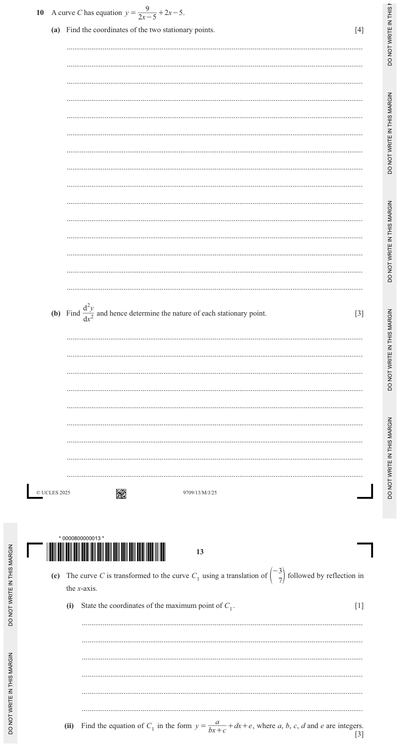 10 A curve C has equation y = 9/(2x − 5) + 2x − 5.
(a) Find the coordinates of the two stationary points. [4]
(b) Find d²y/dx² and hence determine the nature of each stationary point. [3]
© UCLES 2025 9709/13/M/J/25
DO NOT WRITE IN THIS M
DO NOT WRITE IN THIS MARGIN
DO NOT WRITE IN THIS MARGIN
DO NOT WRITE IN THIS MARGIN
DO NOT WRITE IN THIS MARGIN
* 0000800000013 *
13
(c) The curve C is transformed to the curve C₁ using a translation of (−3 7) followed by reflection in
the x-axis.
(i) State the coordinates of the maximum point of C₁. [1]
(ii) Find the equation of C₁ in the form y = a/(bx + c) + dx + e, where a, b, c, d and e are integers.
[3]
DO NOT WRITE IN THIS MARGIN
DO NOT WRITE IN THIS MARGIN